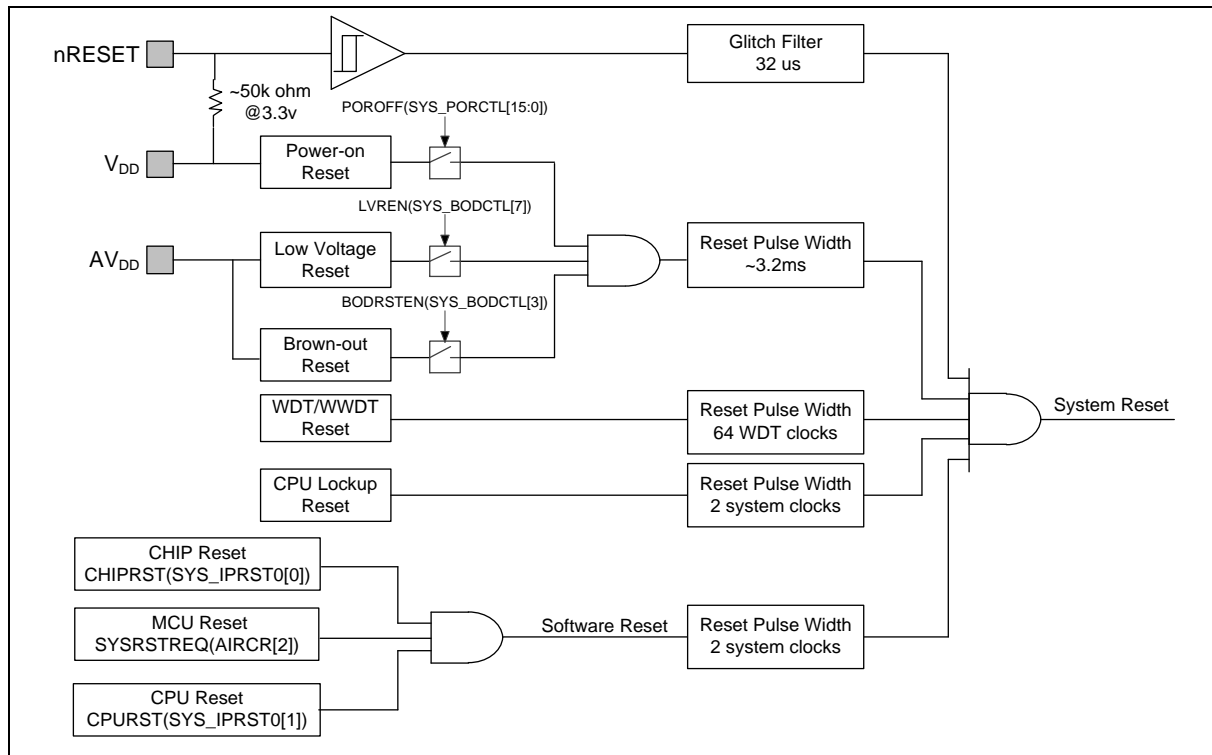 nRESET
Glitch Filter
32 us
~50k ohm
@3.3v
POROFF(SYS_PORCTL[15:0])
VDD
Power-on
Reset
LVREN(SYS_BODCTL[7])
AVDD
Low Voltage
Reset
Reset Pulse Width
~3.2ms
BODRSTEN(SYS_BODCTL[3])
Brown-out
Reset
WDT/WWDT
Reset
Reset Pulse Width
64 WDT clocks
System Reset
CPU Lockup
Reset
Reset Pulse Width
2 system clocks
CHIP Reset
CHIPRST(SYS_IPRST0[0])
MCU Reset
SYSRSTREQ(AIRCR[2])
Software Reset
Reset Pulse Width
2 system clocks
CPU Reset
CPURST(SYS_IPRST0[1])